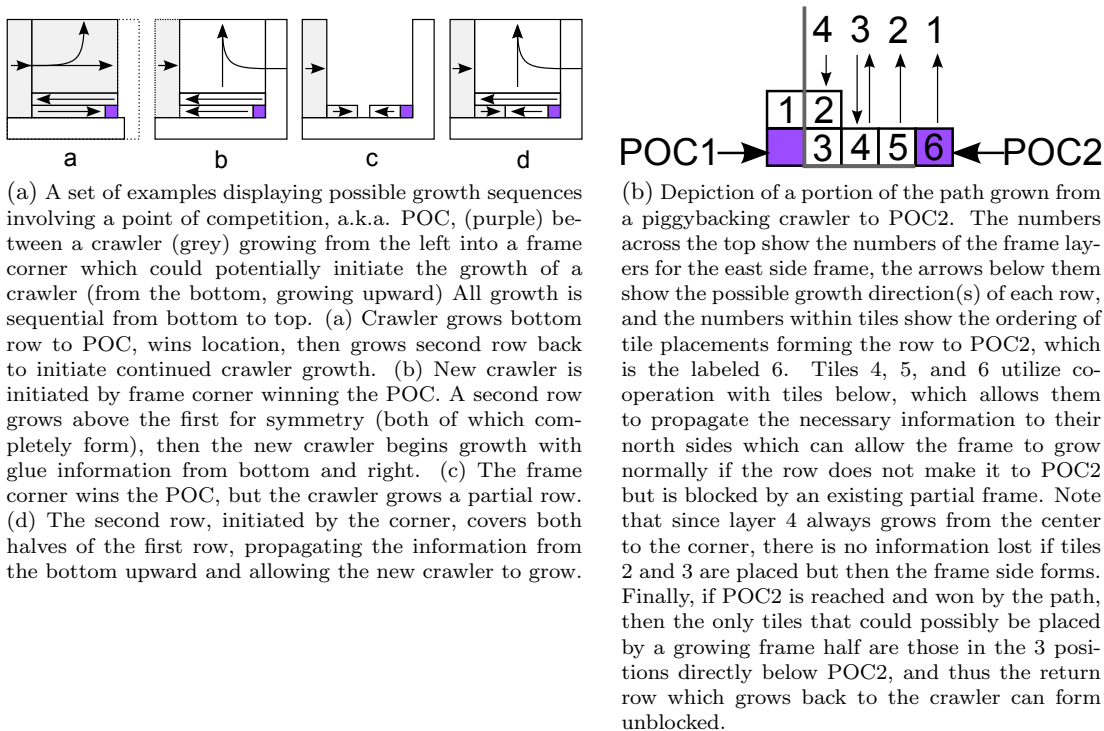 a
b
c
d
(a) A set of examples displaying possible growth sequences
involving a point of competition, a.k.a. POC, (purple) be-
tween a crawler (grey) growing from the left into a frame
corner which could potentially initiate the growth of a
crawler (from the bottom, growing upward) All growth is
sequential from bottom to top. (a) Crawler grows bottom
row to POC, wins location, then grows second row back
to initiate continued crawler growth. (b) New crawler is
initiated by frame corner winning the POC. A second row
grows above the first for symmetry (both of which com-
pletely form), then the new crawler begins growth with
glue information from bottom and right. (c) The frame
corner wins the POC, but the crawler grows a partial row.
(d) The second row, initiated by the corner, covers both
halves of the first row, propagating the information from
the bottom upward and allowing the new crawler to grow.
4 3 2 1
1 2
POC1 3 4 5 6 POC2
(b) Depiction of a portion of the path grown from
a piggybacking crawler to POC2. The numbers
across the top show the numbers of the frame lay-
ers for the east side frame, the arrows below them
show the possible growth direction(s) of each row,
and the numbers within tiles show the ordering of
tile placements forming the row to POC2, which
is the labeled 6. Tiles 4, 5, and 6 utilize co-
operation with tiles below, which allows them
to propagate the necessary information to their
north sides which can allow the frame to grow
normally if the row does not make it to POC2
but is blocked by an existing partial frame. Note
that since layer 4 always grows from the center
to the corner, there is no information lost if tiles
2 and 3 are placed but then the frame side forms.
Finally, if POC2 is reached and won by the path,
then the only tiles that could possibly be placed
by a growing frame half are those in the 3 posi-
tions directly below POC2, and thus the return
row which grows back to the crawler can form
unblocked.